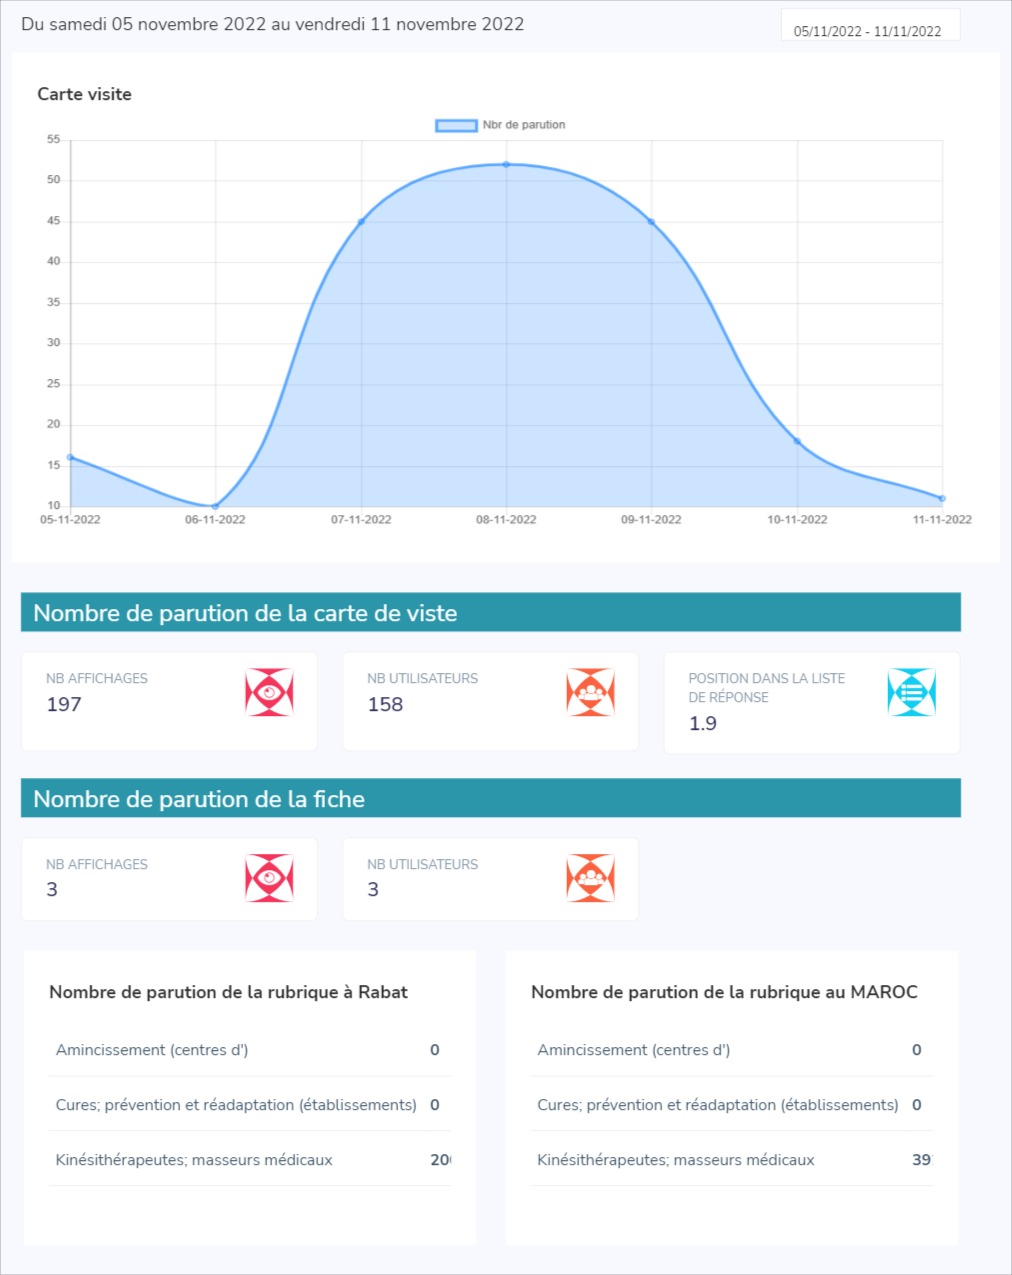 Du samedi 05 novembre 2022 au vendredi 11 novembre 2022
05/11/2022 - 11/11/2022
Carte visite
Nbr de parution
55
50
45
40
35
30
25
20
15
10
05-11-2022 06-11-2022 07-11-2022 08-11-2022 09-11-2022 10-11-2022 11-11-2022
Nombre de parution de la carte de viste
NB AFFICHAGES
197
NB UTILISATEURS
158
POSITION DANS LA LISTE
DE RÉPONSE
1.9
Nombre de parution de la fiche
NB AFFICHAGES
3
NB UTILISATEURS
3
Nombre de parution de la rubrique à Rabat
Amincissement (centres d') 0
Cures; prévention et réadaptation (établissements) 0
Kinésithérapeutes; masseurs médicaux
Nombre de parution de la rubrique au MAROC
Amincissement (centres d') 0
Cures; prévention et réadaptation (établissements) 0
Kinésithérapeutes; masseurs médicaux